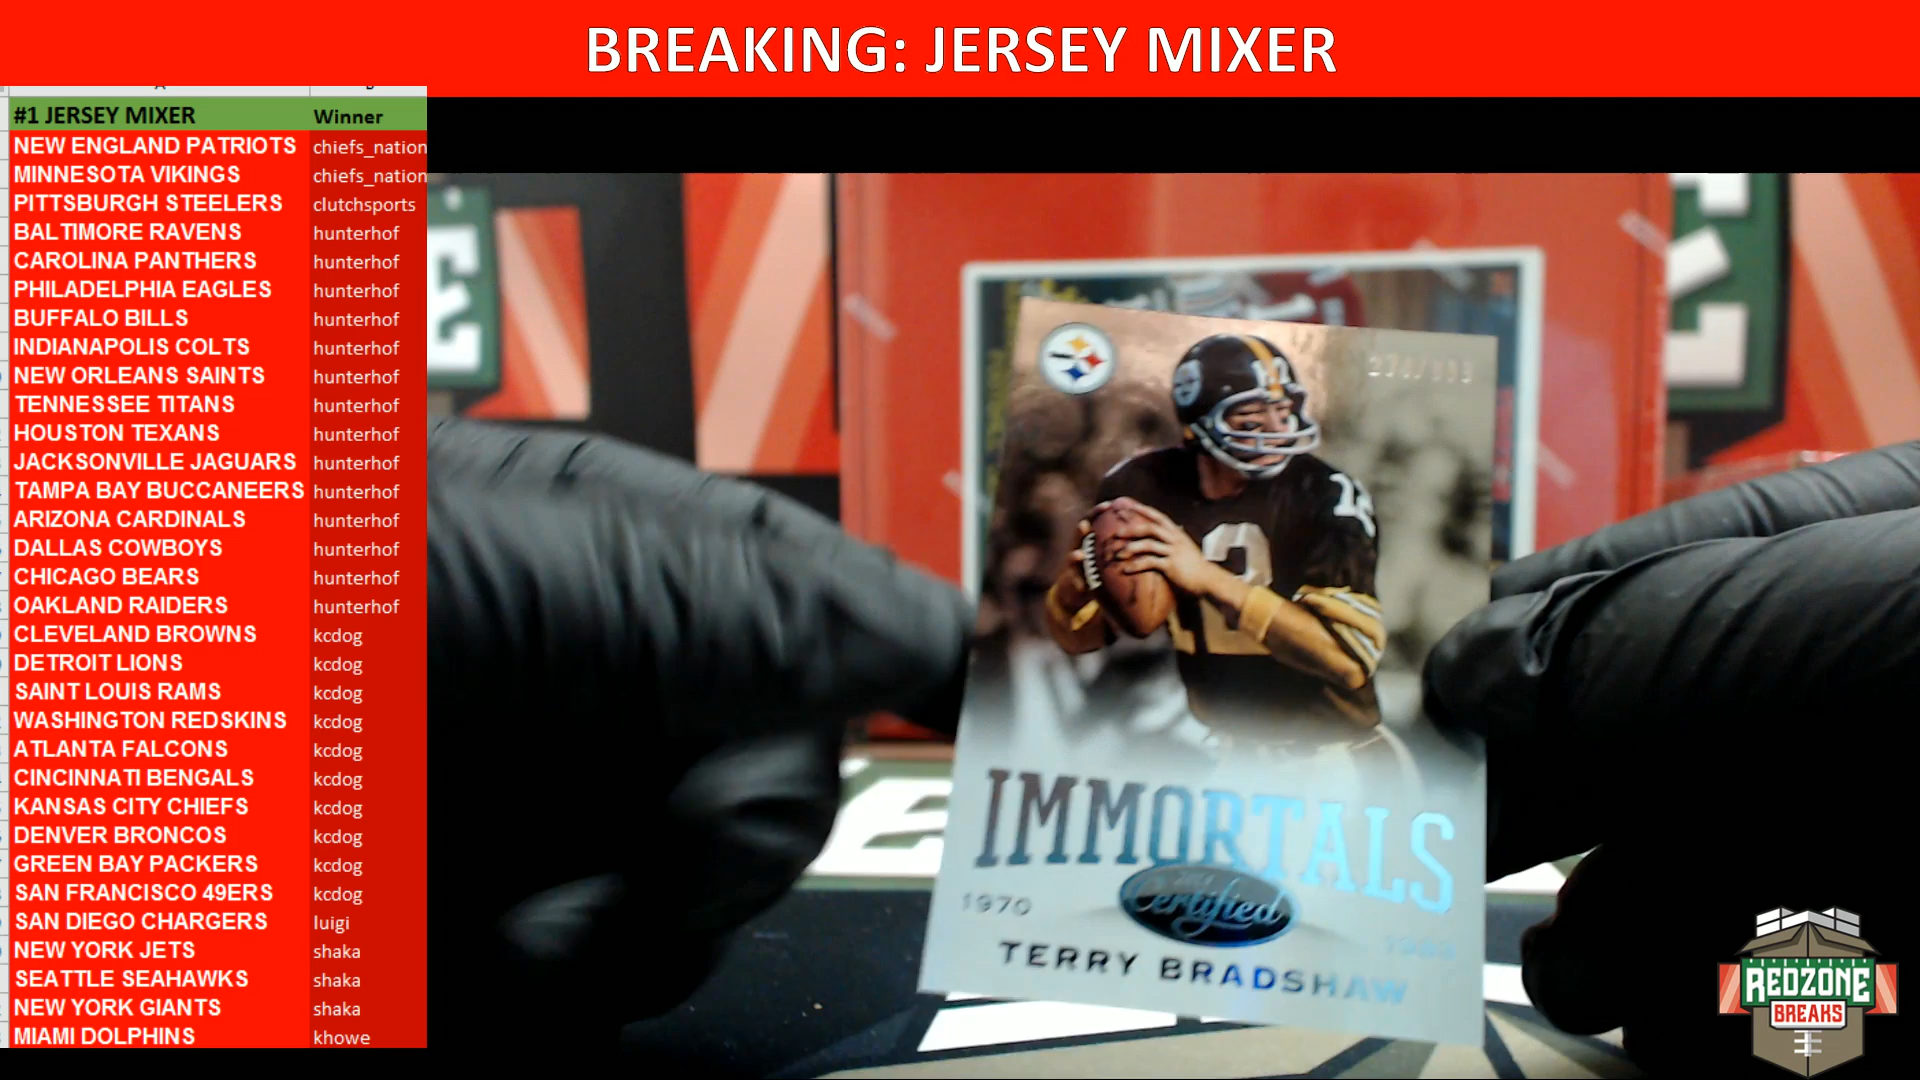 BREAKING: JERSEY MIXER
#1 JERSEY MIXER Winner
NEW ENGLAND PATRIOTS chiefs_nation
MINNESOTA VIKINGS chiefs_nation
PITTSBURGH STEELERS clutchsports
BALTIMORE RAVENS hunterhof
CAROLINA PANTHERS hunterhof
PHILADELPHIA EAGLES hunterhof
BUFFALO BILLS hunterhof
INDIANAPOLIS COLTS hunterhof
NEW ORLEANS SAINTS hunterhof
TENNESSEE TITANS hunterhof
HOUSTON TEXANS hunterhof
JACKSONVILLE JAGUARS hunterhof
TAMPA BAY BUCCANEERS hunterhof
ARIZONA CARDINALS hunterhof
DALLAS COWBOYS hunterhof
CHICAGO BEARS hunterhof
OAKLAND RAIDERS hunterhof
CLEVELAND BROWNS kcdog
DETROIT LIONS kcdog
SAINT LOUIS RAMS kcdog
WASHINGTON REDSKINS kcdog
ATLANTA FALCONS kcdog
CINCINNATI BENGALS kcdog
KANSAS CITY CHIEFS kcdog
DENVER BRONCOS kcdog
GREEN BAY PACKERS kcdog
SAN FRANCISCO 49ERS kcdog
SAN DIEGO CHARGERS luigi
NEW YORK JETS shaka
SEATTLE SEAHAWKS shaka
NEW YORK GIANTS shaka
MIAMI DOLPHINS khowe
12
12
12
IMMORTALS
Certified
1970
TERRY BRADSHAW
REDZONE
BREAKS